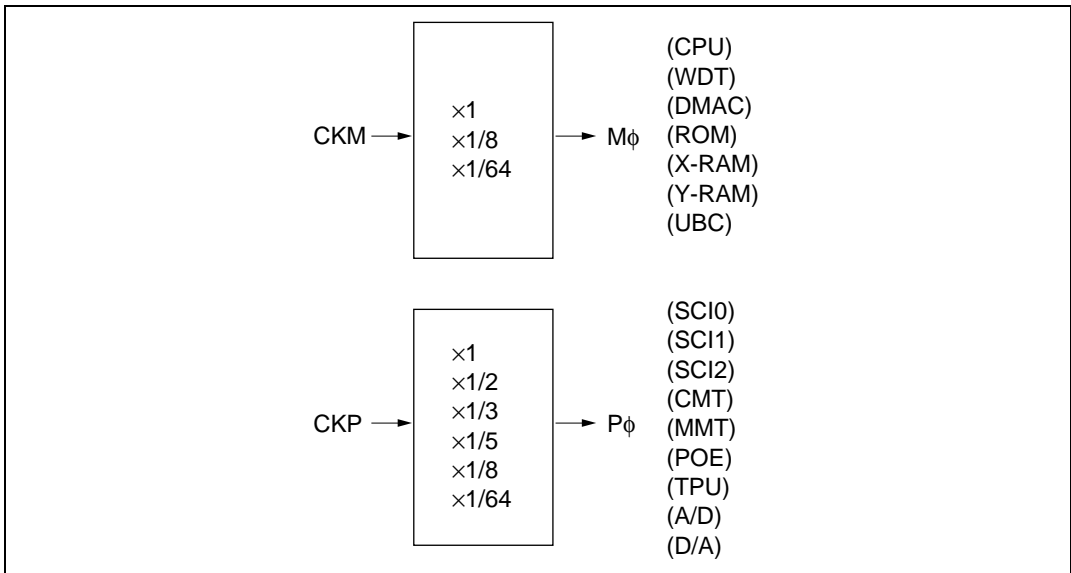 CKM
×1
×1/8
×1/64
Mϕ
(CPU)
(WDT)
(DMAC)
(ROM)
(X-RAM)
(Y-RAM)
(UBC)
CKP
×1
×1/2
×1/3
×1/5
×1/8
×1/64
Pϕ
(SCI0)
(SCI1)
(SCI2)
(CMT)
(MMT)
(POE)
(TPU)
(A/D)
(D/A)